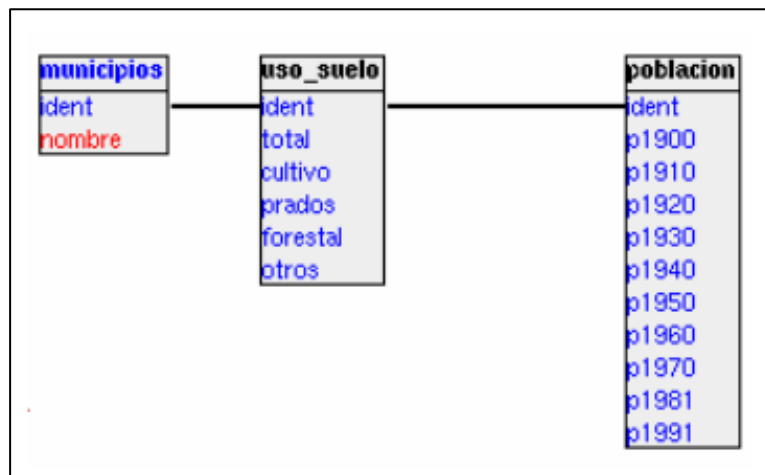 municipios
ident
nombre
uso_suelo
ident
total
cultivo
prados
forestal
otros
poblacion
ident
p1900
p1910
p1920
p1930
p1940
p1950
p1960
p1970
p1981
p1991